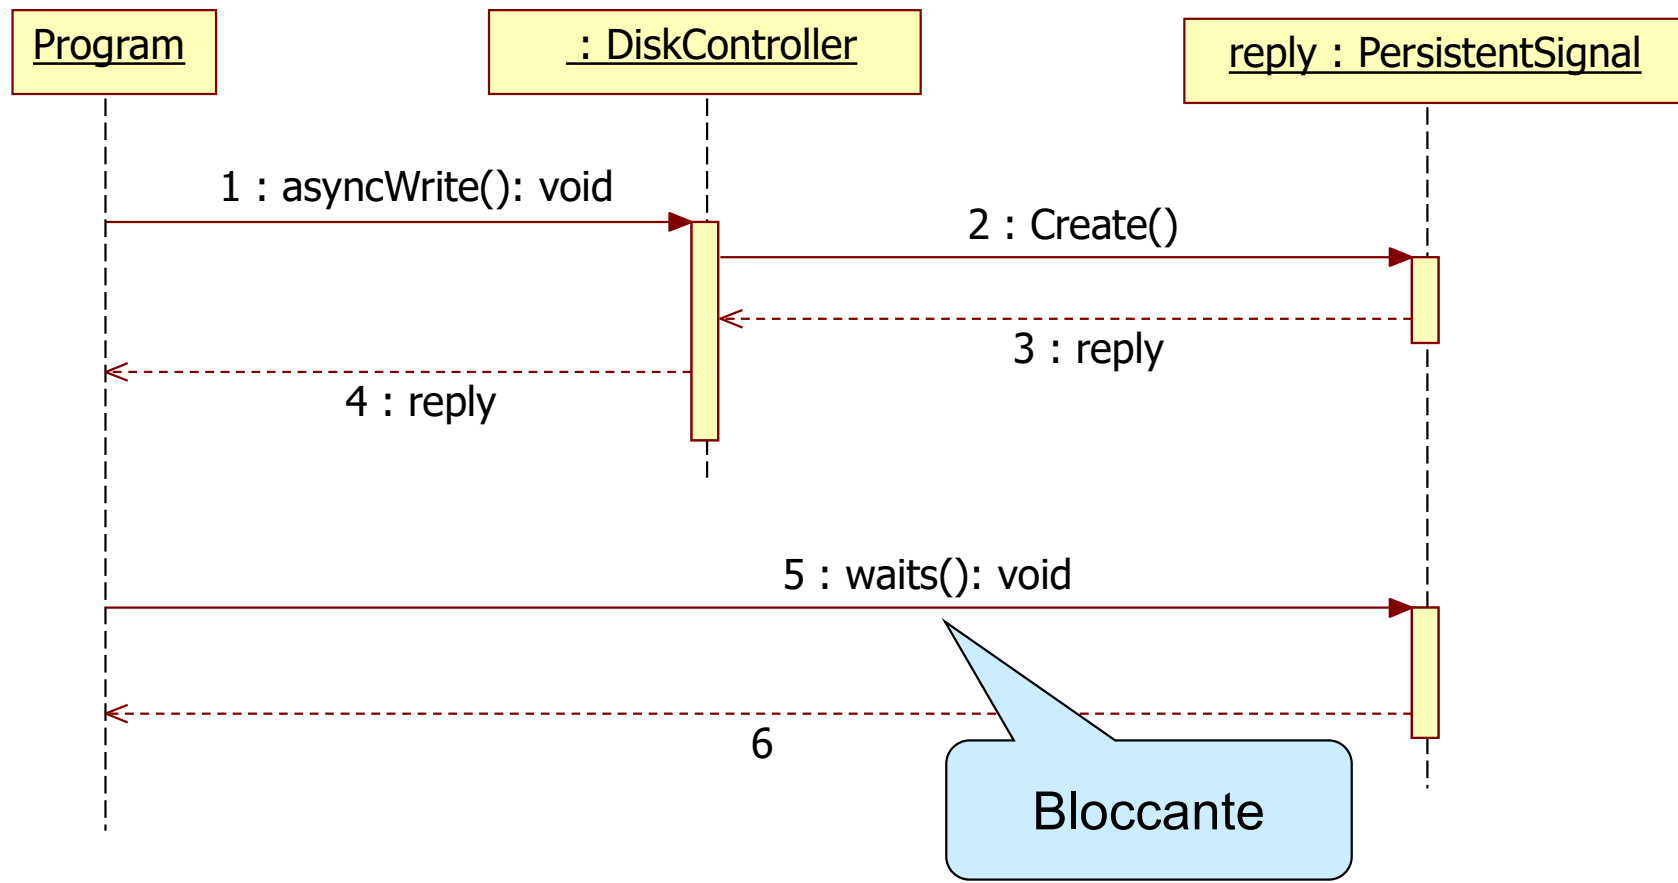 Program
: DiskController
reply : PersistentSignal
1 : asyncWrite(): void
2 : Create()
3 : reply
4 : reply
5 : waits(): void
6
Bloccante